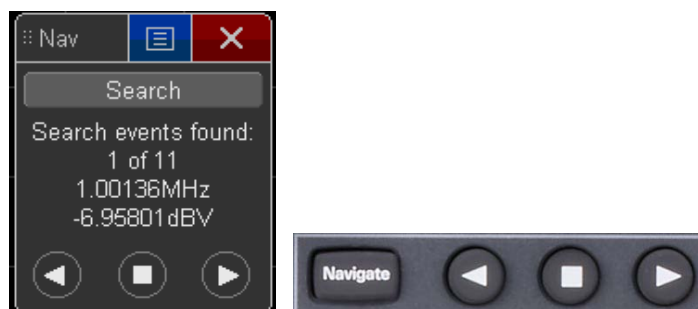 Nav
Search
Search events found:
1 of 11
1.00136MHz
-6.95801dBV
Navigate